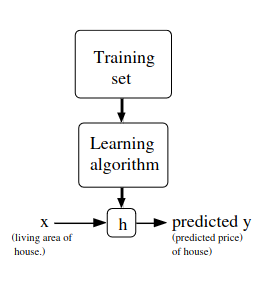 Training
set
Learning
algorithm
x
(living area of
house.)
h
predicted y
(predicted price)
of house)